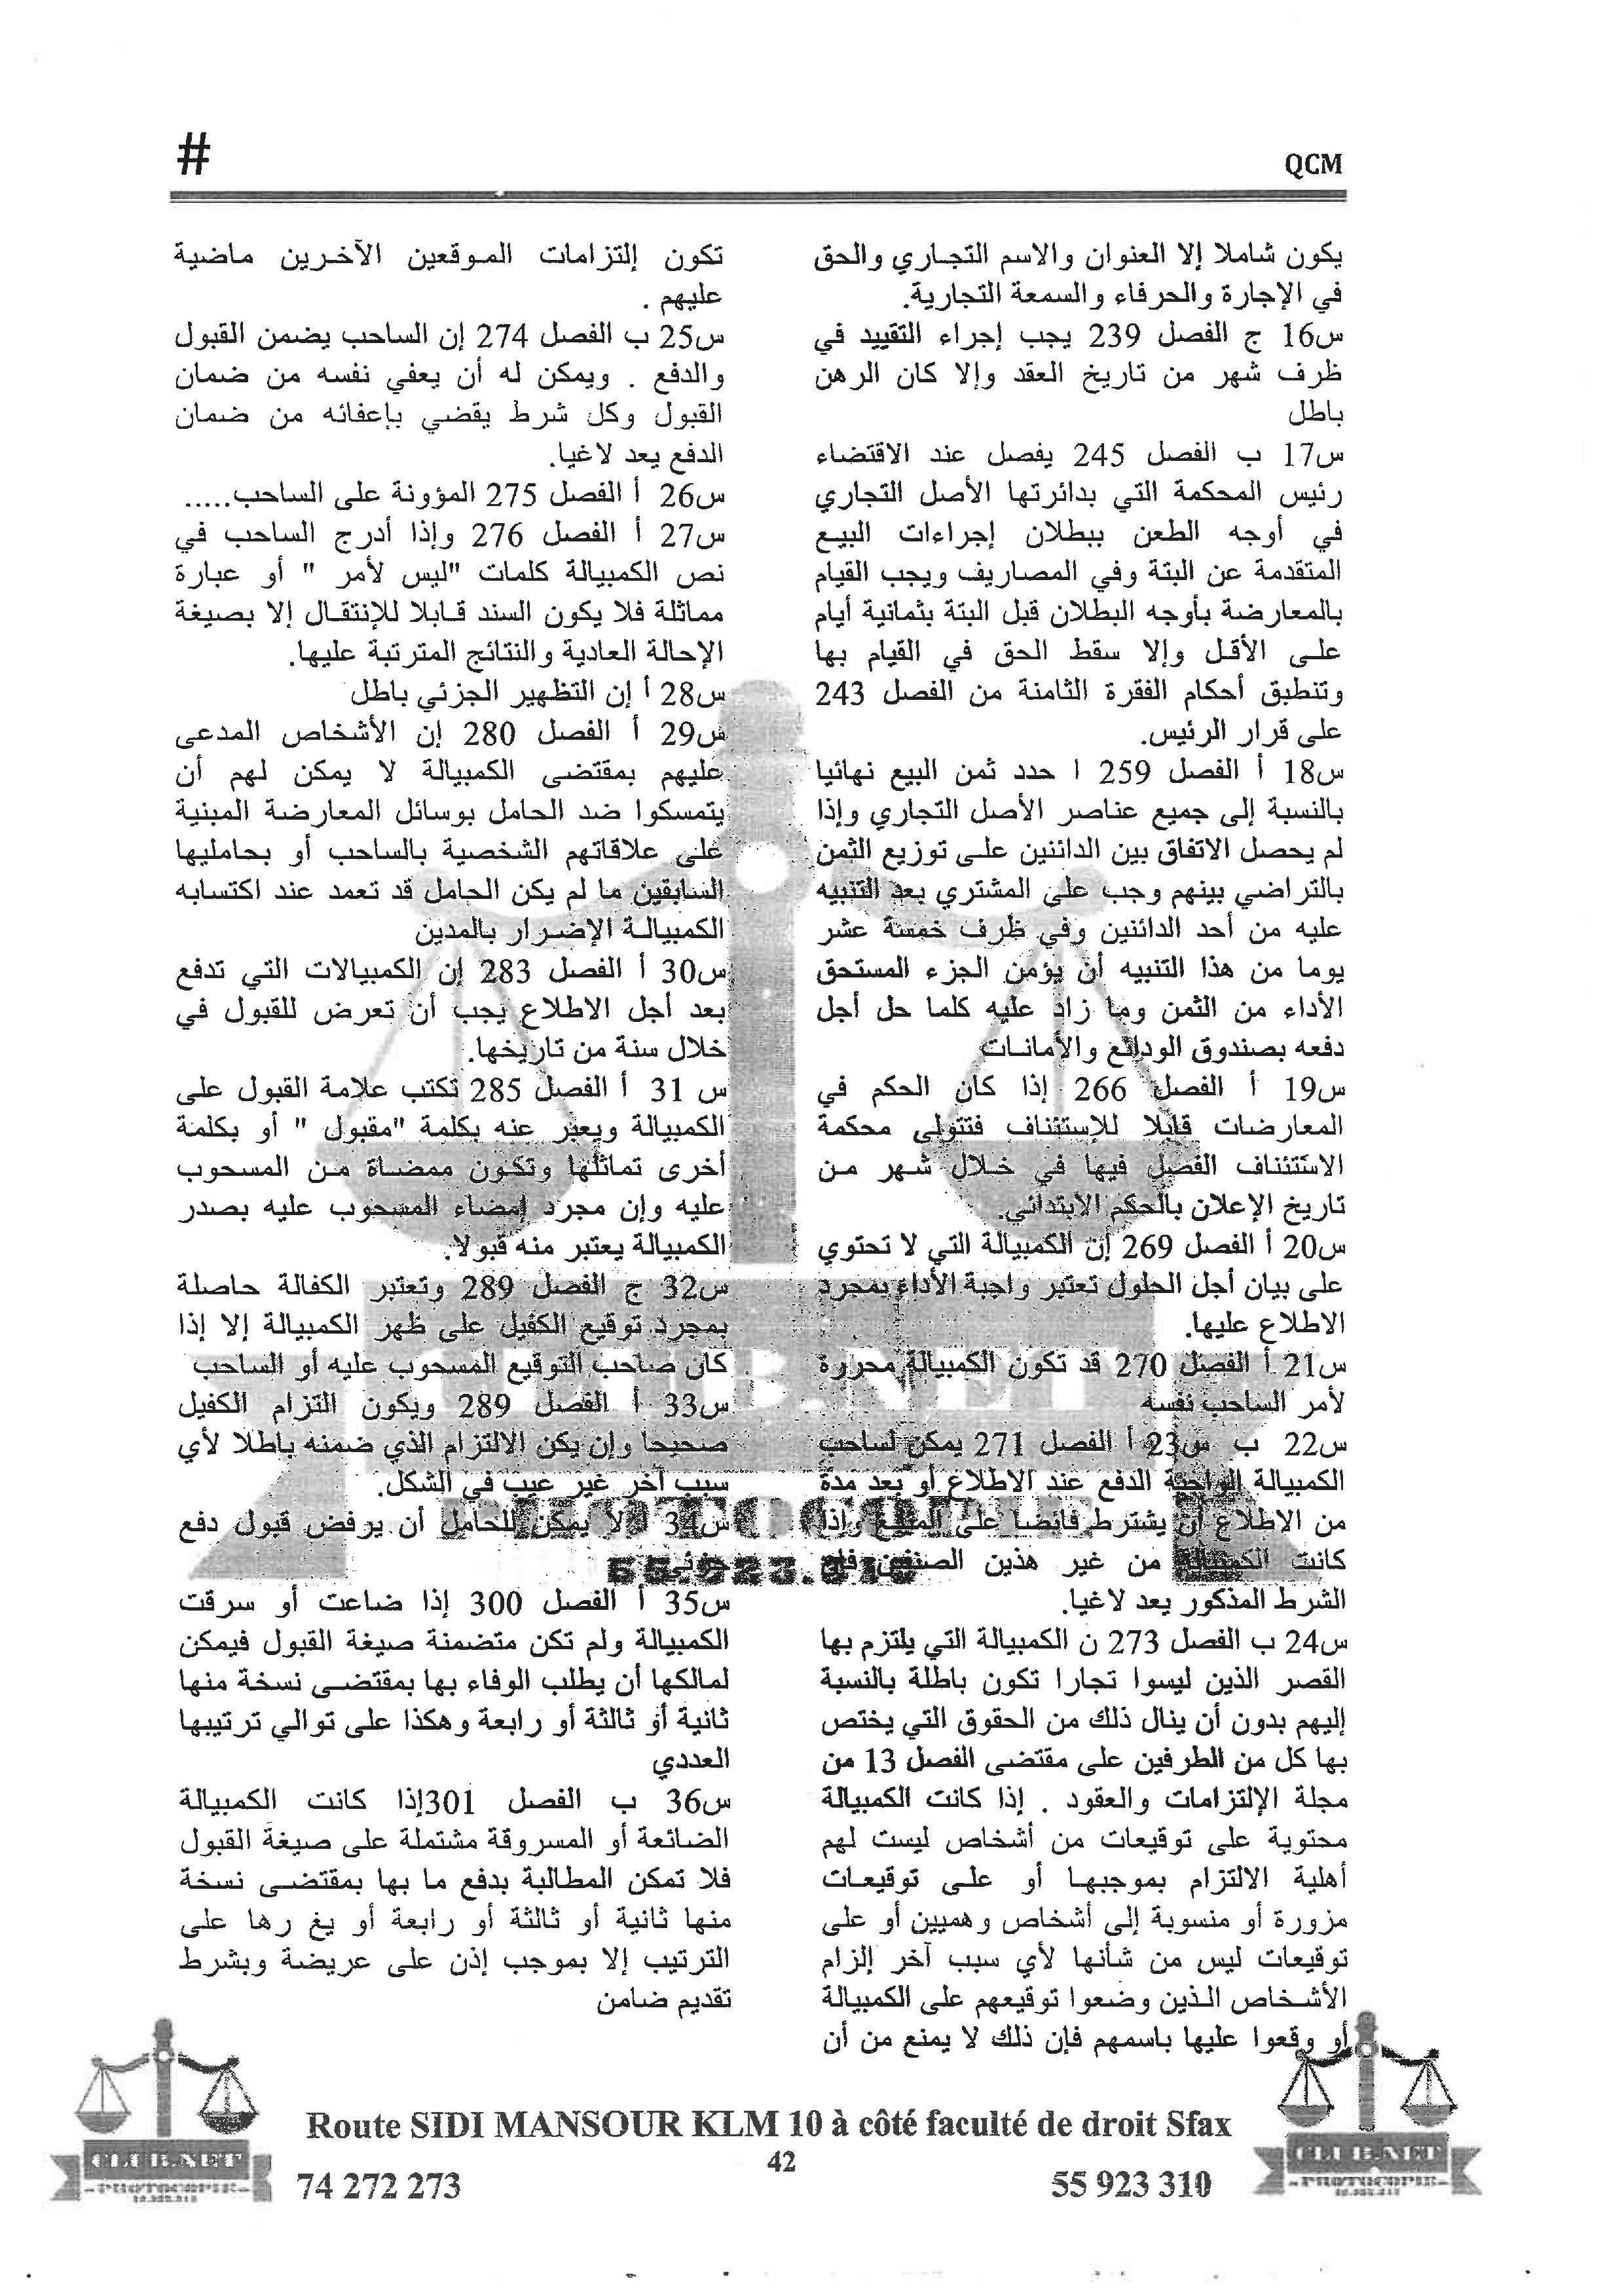 QCM
#
يكون شاملا إلا العنوان والاسم التجاري والحق
في الإجارة والحرفاء والسمعة التجارية.
س16 ج الفصل 239 يجب إجراء التقييد في
ظرف شهر من تاريخ العقد وإلا كان الرهن
باطل
س17 ب الفصل 245 يفصل عند الاقتضاء
رئيس المحكمة التي بدائرتها الأصل التجاري
في أوجه الطعن ببطلان إجراءات البيع
المتقدمة عن البتة وفي المصاريف ويجب القيام
بالمعارضة بأوجه البطلان قبل البتة بثمانية أيام
على الأقل وإلا سقط الحق في القيام بها
وتنطبق أحكام الفقرة الثامنة من الفصل 243
على قرار الرئيس.
س18 أ الفصل 259 ا حدد ثمن البيع نهائيا
بالنسبة إلى جميع عناصر الأصل التجاري وإذا
لم يحصل الاتفاق بين الدائنين على توزيع الثمن
بالتراضي بينهم وجب على المشتري بعد التنبيه
عليه من أحد الدائنين وفي ظرف خمسة عشر
يوما من هذا التنبيه أن يؤمن الجزء المستحق
الأداء من الثمن وما زاد عليه كلما حل أجل
دفعه بصندوق الودائع والأمانات
س19 أ الفصل 266 إذا كان الحكم في
المعارضات قابلا للإستئناف فتتولى محكمة
الاستئناف الفصل فيها في خلال شهر من
تاريخ الإعلان بالحكم الابتدائي.
س20 أ الفصل 269 إن الكمبيالة التي لا تحتوي
على بيان أجل الحلول تعتبر واجبة الأداء بمجرد
الاطلاع عليها.
س21 أ الفصل 270 قد تكون الكمبيالة محررة
لأمر الساحب نفسه
س22 ب س23 أ الفصل 271 يمكن لساحب
الكمبيالة الواجبة الدفع عند الاطلاع أو بعد مدة
من الاطلاع أن يشترط فائضا على المبلغ وإذا
كانت الكمبيالة من غير هذين الصنفين فإن
الشرط المذكور يعد لاغيا.
س24 ب الفصل 273 ن الكمبيالة التي يلتزم بها
القصر الذين ليسوا تجارا تكون باطلة بالنسبة
إليهم بدون أن ينال ذلك من الحقوق التي يختص
بها كل من الطرفين على مقتضى الفصل 13 من
مجلة الإلتزامات والعقود . إذا كانت الكمبيالة
محتوية على توقيعات من أشخاص ليست لهم
أهلية الالتزام بموجبها أو على توقيعات
مزورة أو منسوبة إلى أشخاص وهميين أو على
توقيعات ليس من شأنها لأي سبب آخر إلزام
الأشخاص الذين وضعوا توقيعهم على الكمبيالة
أو وقعوا عليها باسمهم فإن ذلك لا يمنع من أن
تكون إلتزامات الموقعين الآخرين ماضية
عليهم .
س25 ب الفصل 274 إن الساحب يضمن القبول
والدفع . ويمكن له أن يعفي نفسه من ضمان
القبول وكل شرط يقضي بإعفائه من ضمان
الدفع يعد لاغيا.
س26 أ الفصل 275 المؤونة على الساحب.....
س27 أ الفصل 276 وإذا أدرج الساحب في
نص الكمبيالة كلمات "ليس لأمر " أو عبارة
مماثلة فلا يكون السند قابلا للإنتقال إلا بصيغة
الإحالة العادية والنتائج المترتبة عليها.
س28 أ إن التظهير الجزئي باطل
س29 أ الفصل 280 إن الأشخاص المدعى
عليهم بمقتضى الكمبيالة لا يمكن لهم أن
يتمسكوا ضد الحامل بوسائل المعارضة المبنية
على علاقاتهم الشخصية بالساحب أو بحامليها
السابقين ما لم يكن الحامل قد تعمد عند اكتسابه
الكمبيالة الإضرار بالمدين
س30 أ الفصل 283 إن الكمبيالات التي تدفع
بعد أجل الاطلاع يجب أن تعرض للقبول في
خلال سنة من تاريخها.
س 31 أ الفصل 285 تكتب علامة القبول على
الكمبيالة ويعبر عنه بكلمة "مقبول " أو بكلمة
أخرى تماثلها وتكون ممضاة من المسحوب
عليه وإن مجرد إمضاء المسحوب عليه بصدر
الكمبيالة يعتبر منه قبولا.
س32 ج الفصل 289 وتعتبر الكفالة حاصلة
بمجرد توقيع الكفيل على ظهر الكمبيالة إلا إذا
كان صاحب التوقيع المسحوب عليه أو الساحب
س33 أ الفصل 289 ويكون التزام الكفيل
صحيحا وإن يكن الالتزام الذي ضمنه باطلا لأي
سبب آخر غير عيب في الشكل.
س34 لا يمكن للحامل أن يرفض قبول دفع
جزئي
س35 أ الفصل 300 إذا ضاعت أو سرقت
الكمبيالة ولم تكن متضمنة صيغة القبول فيمكن
لمالكها أن يطلب الوفاء بها بمقتضى نسخة منها
ثانية أو ثالثة أو رابعة وهكذا على توالي ترتيبها
العددي
س36 ب الفصل 301إذا كانت الكمبيالة
الضائعة أو المسروقة مشتملة على صيغة القبول
فلا تمكن المطالبة بدفع ما بها بمقتضى نسخة
منها ثانية أو ثالثة أو رابعة أو يغ رها على
الترتيب إلا بموجب إذن على عريضة وبشرط
تقديم ضامن
Route SIDI MANSOUR KLM 10 à côté faculté de droit Sfax
42
74 272 273
55 923 310
CLUB.NET
PHOTOCOPIE
CLUB.NET
PHOTOCOPIE